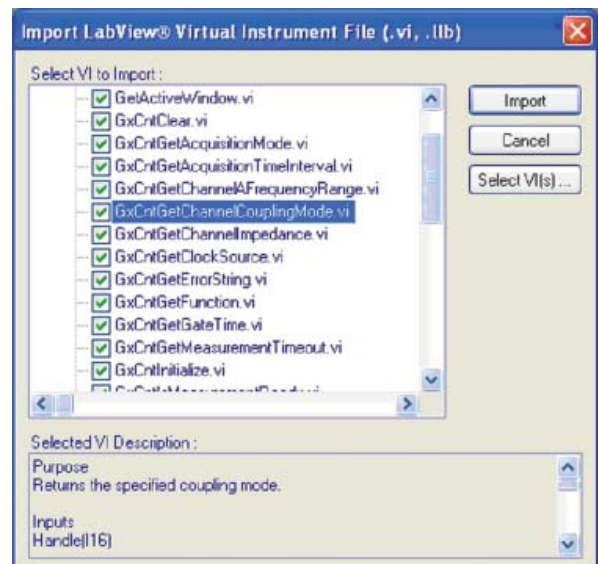 Import LabView® Virtual Instrument File (.vi, .llb)
Select VI to Import :
GetActiveWindow.vi
GxCntClear.vi
GxCntGetAcquisitionMode.vi
GxCntGetAcquisitionTimeInterval.vi
GxCntGetChannelAFrequencyRange.vi
GxCntGetChannelCouplingMode.vi
GxCntGetChannelImpedance.vi
GxCntGetClockSource.vi
GxCntGetErrorString.vi
GxCntGetFunction.vi
GxCntGetGateTime.vi
GxCntGetMeasurementTimeout.vi
GxCntInitialize.vi
Import
Cancel
Select VI(s) ...
Selected VI Description :
Purpose
Returns the specified coupling mode.
Inputs
Handle(I16)